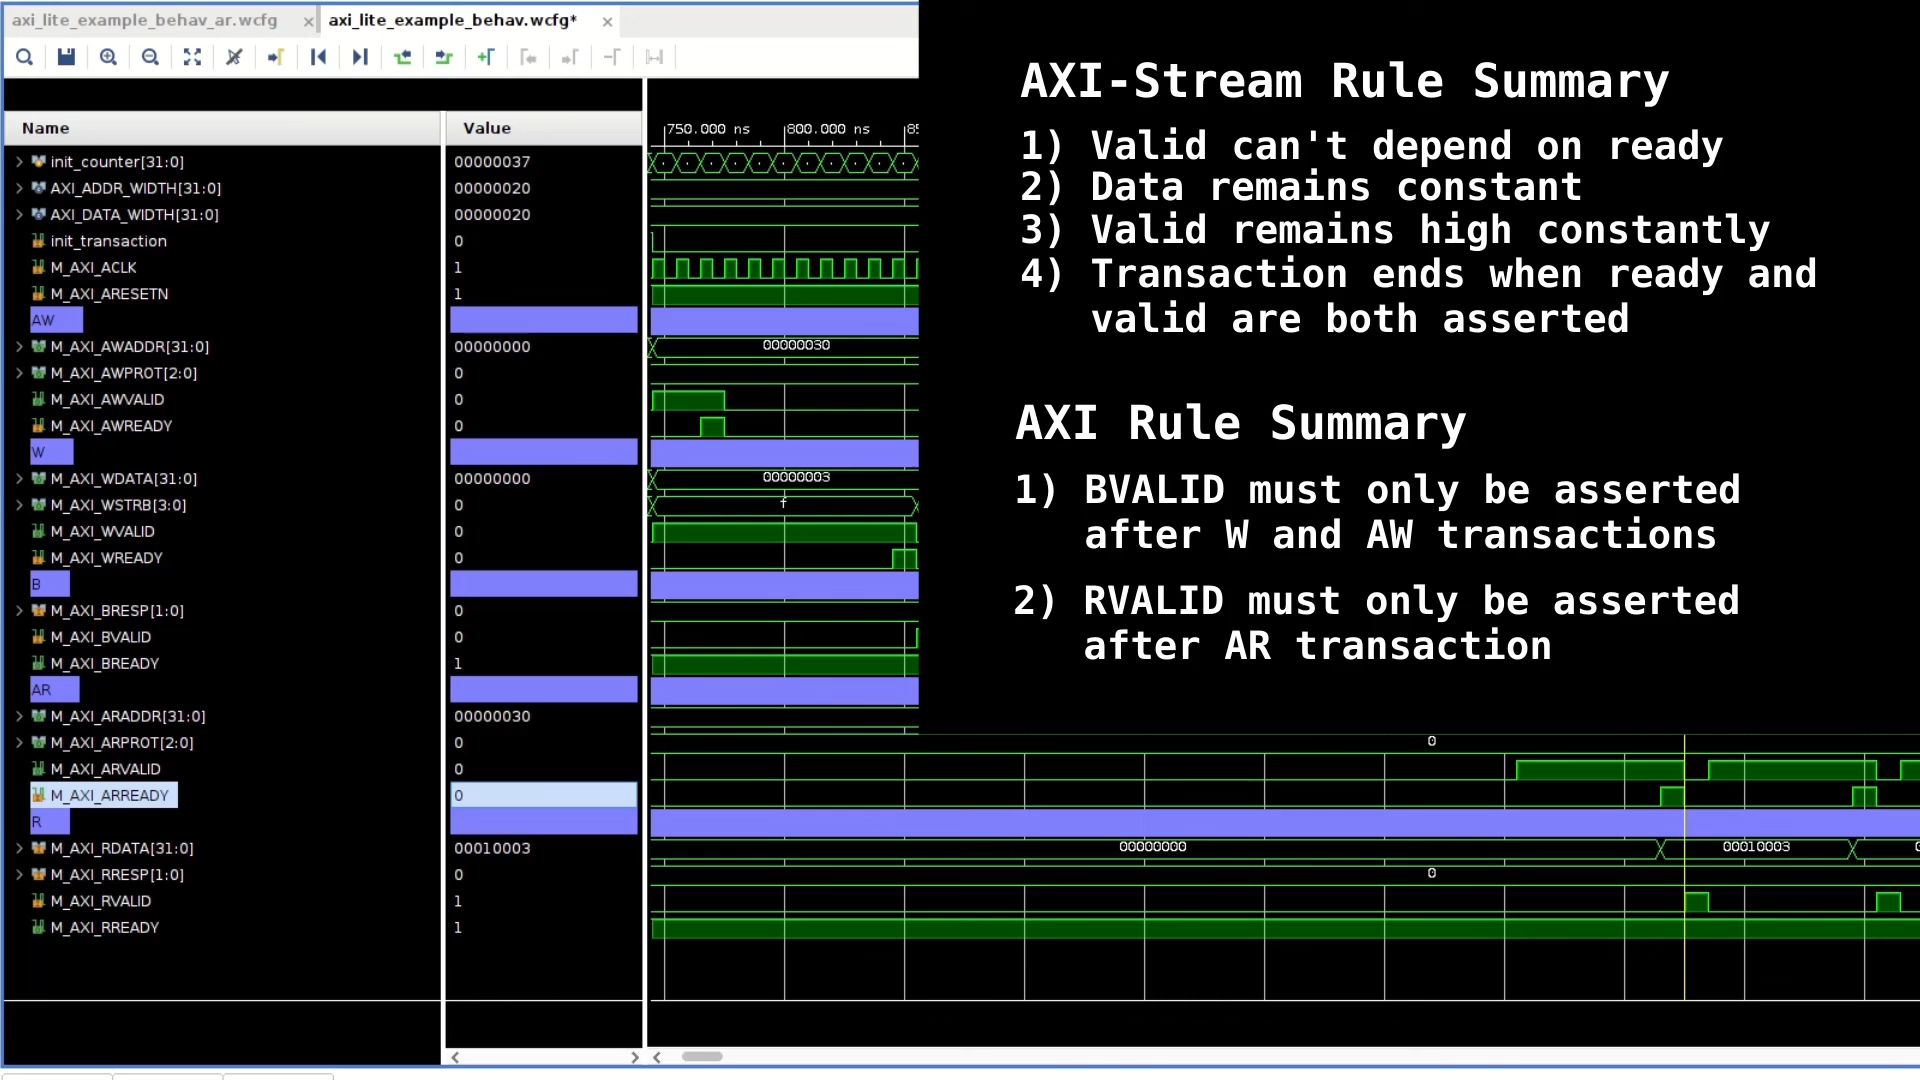 axi_lite_example_behav_ar.wcfg
axi_lite_example_behav.wcfg*
Name
Value
750.000 ns
800.000 ns
init_counter[31:0]
00000037
AXI_ADDR_WIDTH[31:0]
00000020
AXI_DATA_WIDTH[31:0]
00000020
init_transaction
0
M_AXI_ACLK
1
M_AXI_ARESETN
1
AW
M_AXI_AWADDR[31:0]
00000000
00000030
M_AXI_AWPROT[2:0]
0
M_AXI_AWVALID
0
M_AXI_AWREADY
0
W
M_AXI_WDATA[31:0]
00000000
00000003
M_AXI_WSTRB[3:0]
0
f
M_AXI_WVALID
0
M_AXI_WREADY
0
B
M_AXI_BRESP[1:0]
0
M_AXI_BVALID
0
M_AXI_BREADY
1
AR
M_AXI_ARADDR[31:0]
00000030
M_AXI_ARPROT[2:0]
0
0
M_AXI_ARVALID
0
M_AXI_ARREADY
0
R
M_AXI_RDATA[31:0]
00010003
00000000
00010003
M_AXI_RRESP[1:0]
0
0
M_AXI_RVALID
1
M_AXI_RREADY
1
AXI-Stream Rule Summary
1) Valid can't depend on ready
2) Data remains constant
3) Valid remains high constantly
4) Transaction ends when ready and
valid are both asserted
AXI Rule Summary
1) BVALID must only be asserted
after W and AW transactions
2) RVALID must only be asserted
after AR transaction